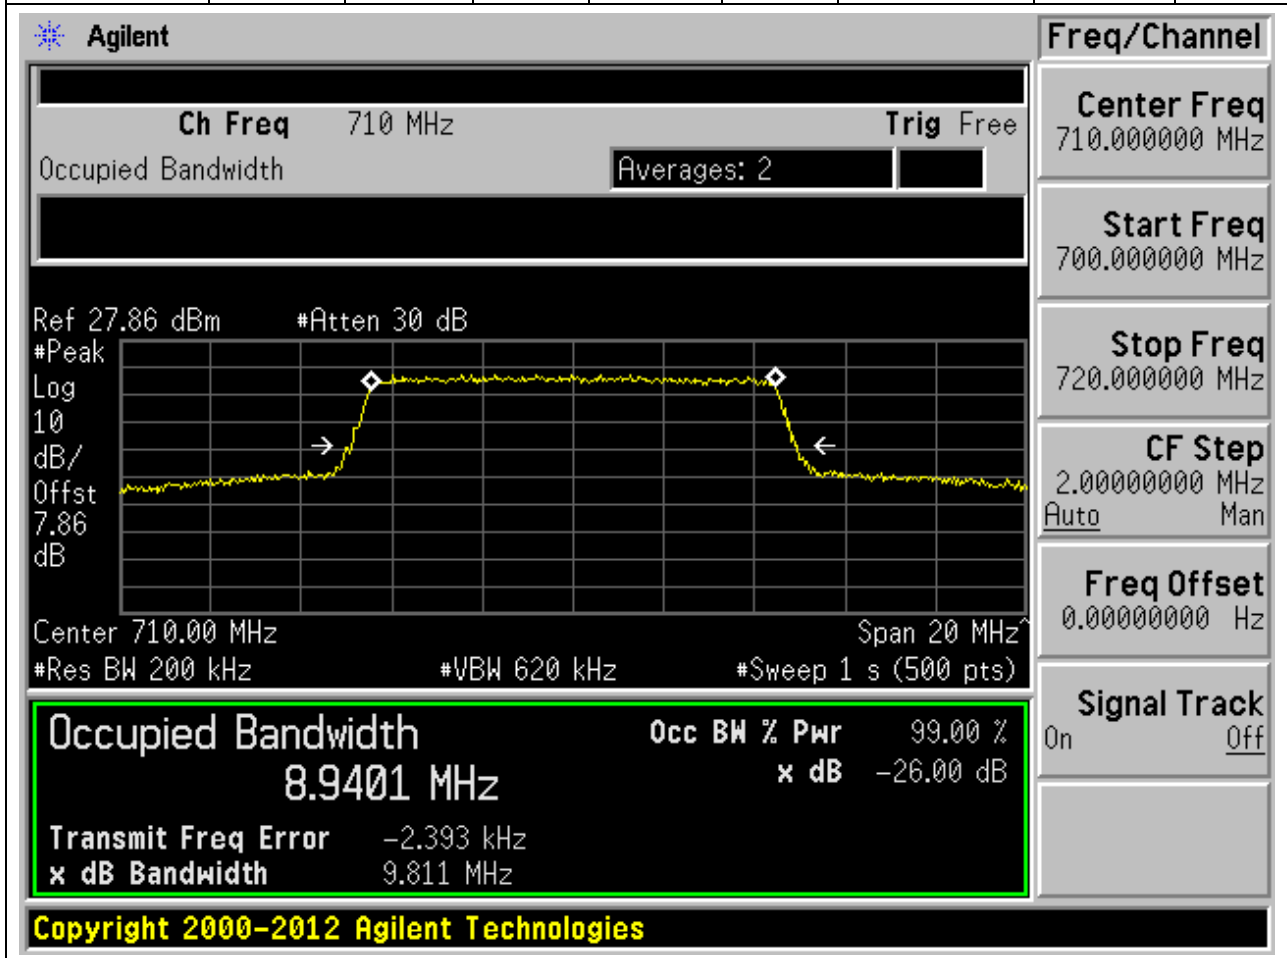 Agilent
Freq/Channel
Ch Freq 710 MHz Trig Free
Occupied Bandwidth Averages: 2
Center Freq
710.000000 MHz
Start Freq
700.000000 MHz
Stop Freq
720.000000 MHz
CF Step
2.00000000 MHz
Auto Man
Freq Offset
0.00000000 Hz
Signal Track
On Off
Ref 27.86 dBm #Atten 30 dB
#Peak
Log
10
dB/
Offst
7.86
dB
Center 710.00 MHz Span 20 MHz^
#Res BW 200 kHz #VBW 620 kHz #Sweep 1 s (500 pts)
Occupied Bandwidth Occ BW % Pwr 99.00 %
8.9401 MHz x dB -26.00 dB
Transmit Freq Error -2.393 kHz
x dB Bandwidth 9.811 MHz
Copyright 2000-2012 Agilent Technologies